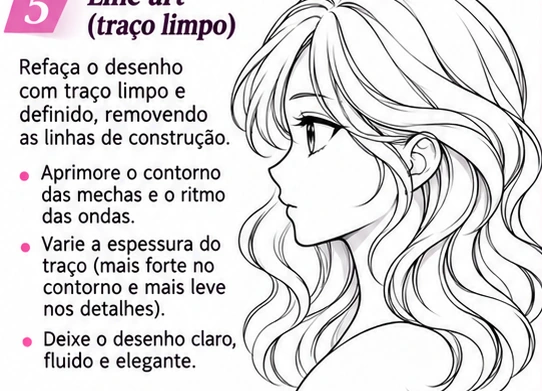 5 Line art
(traço limpo)
Refaça o desenho
com traço limpo e
definido, removendo
as linhas de construção.
Aprimore o contorno
das mechas e o ritmo
das ondas.
Varie a espessura do
traço (mais forte no
contorno e mais leve
nos detalhes).
Deixe o desenho claro,
fluido e elegante.